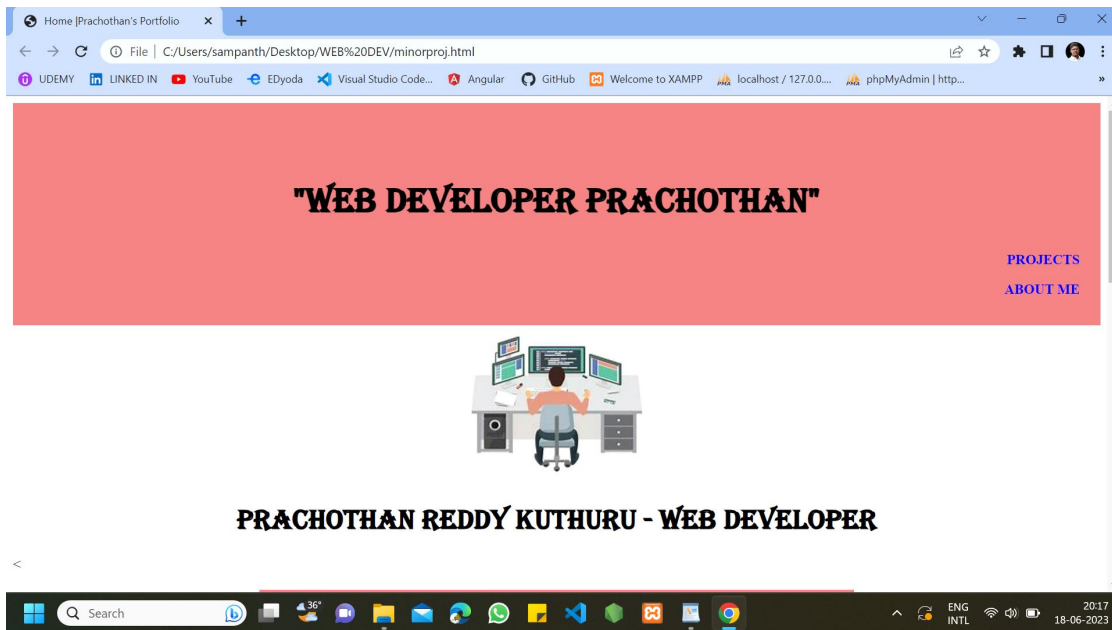 Home |Prachothan's Portfolio
File | C:/Users/sampanth/Desktop/WEB%20DEV/minorproj.html
UDEMY LINKED IN YouTube EDyoda Visual Studio Code... Angular GitHub Welcome to XAMPP localhost / 127.0.0.... phpMyAdmin | http... »
"WEB DEVELOPER PRACHOTHAN"
PROJECTS
ABOUT ME
PRACHOTHAN REDDY KUTHURU - WEB DEVELOPER
<
Search 36° ENG 20:17
INTL 18-06-2023